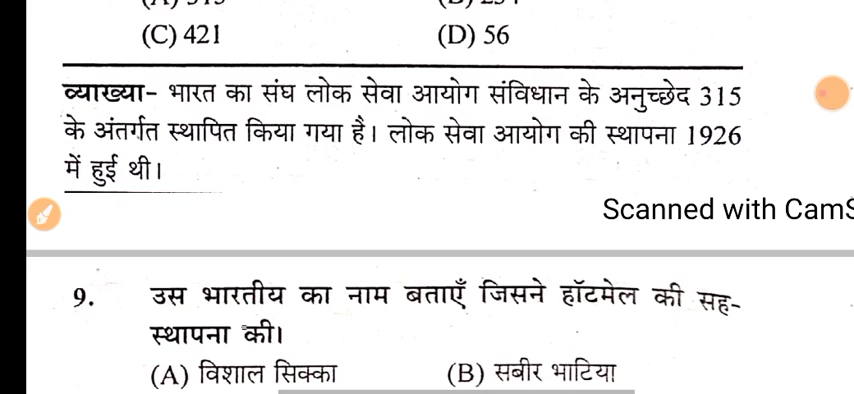 (C) 421 (D) 56
व्याख्या- भारत का संघ लोक सेवा आयोग संविधान के अनुच्छेद 315
के अंतर्गत स्थापित किया गया है। लोक सेवा आयोग की स्थापना 1926
में हुई थी।
Scanned with
9. उस भारतीय का नाम बताएँ जिसने हॉटमेल की सह-
स्थापना की।
(A) विशाल सिक्का (B) सबीर भाटिया